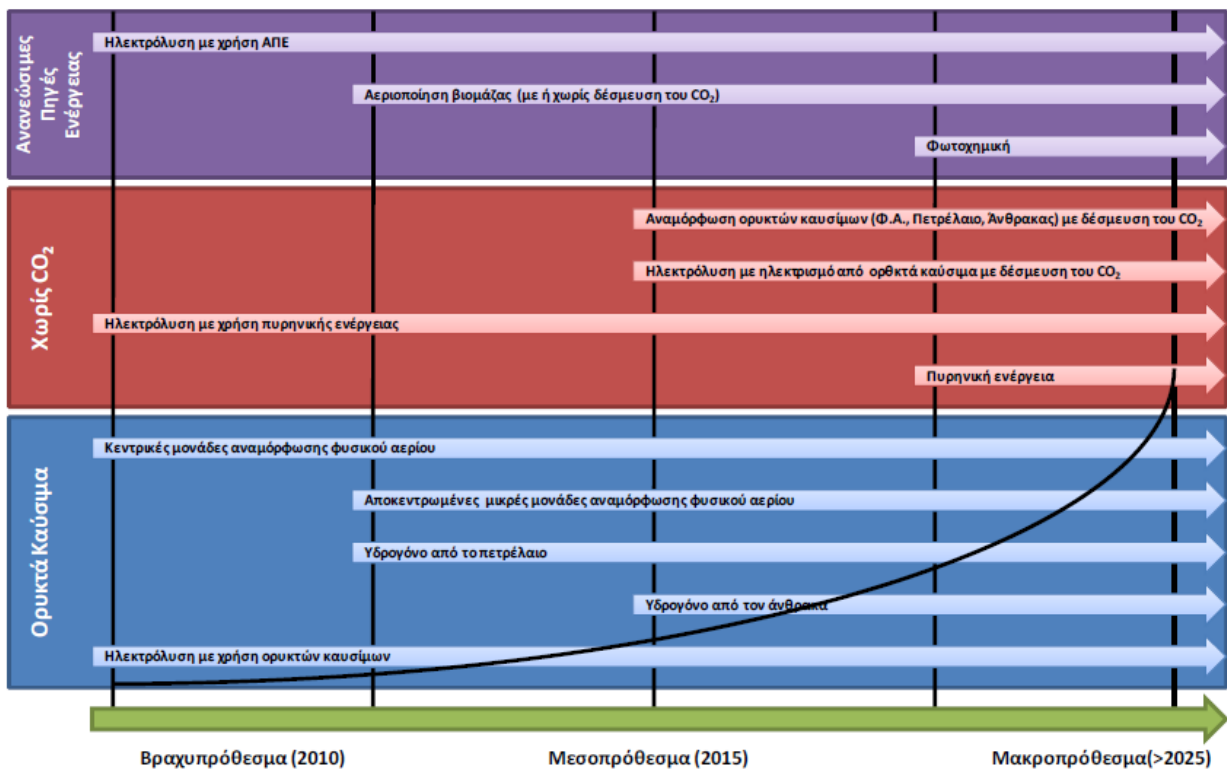 Ανανεώσιμες
Πηγές
Ενέργειας
Ηλεκτρόλυση με χρήση ΑΠΕ
Αεριοποίηση βιομάζας (με ή χωρίς δέσμευση του CO₂)
Φωτοχημική
Χωρίς CO₂
Αναμόρφωση ορυκτών καυσίμων (Φ.Α., Πετρέλαιο, Άνθρακας) με δέσμευση του CO₂
Ηλεκτρόλυση με ηλεκτρισμό από ορθκτά καύσιμα με δέσμευση του CO₂
Ηλεκτρόλυση με χρήση πυρηνικής ενέργειας
Πυρηνική ενέργεια
Ορυκτά Καύσιμα
Κεντρικές μονάδες αναμόρφωσης φυσικού αερίου
Αποκεντρωμένες μικρές μονάδες αναμόρφωσης φυσικού αερίου
Υδρογόνο από το πετρέλαιο
Υδρογόνο από τον άνθρακα
Ηλεκτρόλυση με χρήση ορυκτών καυσίμων
Βραχυπρόθεσμα (2010)
Μεσοπρόθεσμα (2015)
Μακροπρόθεσμα(>2025)